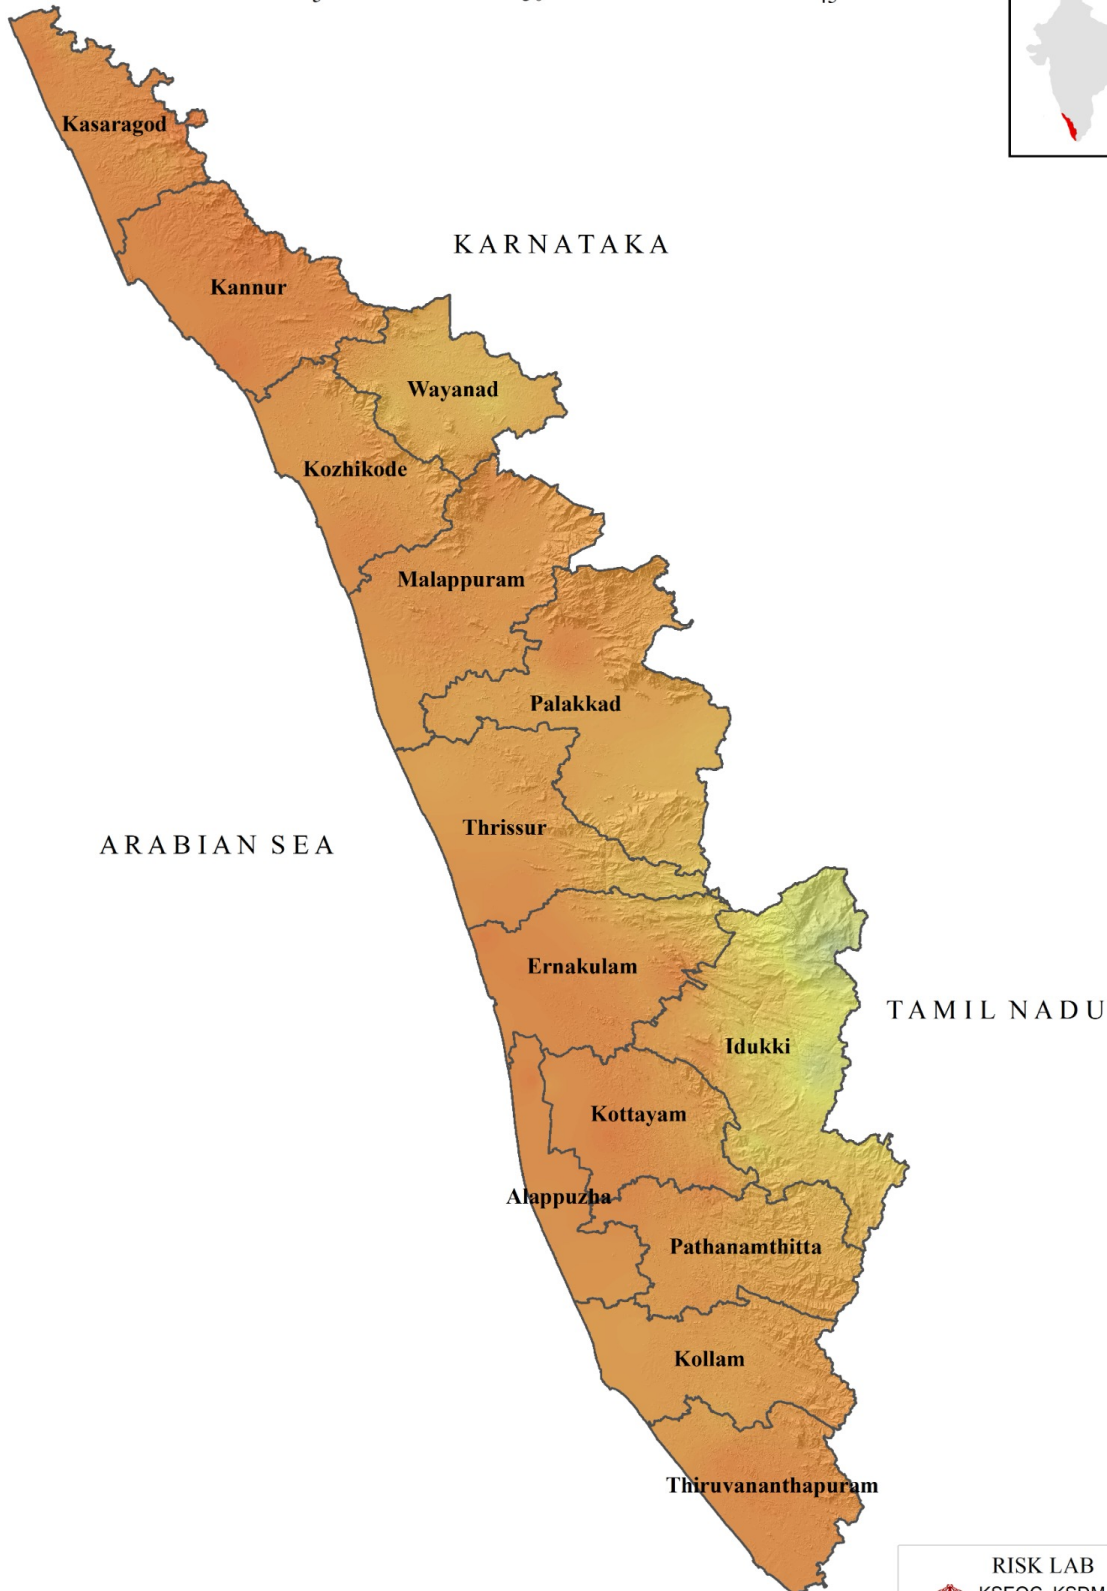 Kasaragod
KARNATAKA
Kannur
Wayanad
Kozhikode
Malappuram
Palakkad
Thrissur
ARABIAN SEA
Ernakulam
TAMIL NADU
Idukki
Kottayam
Alappuzha
Pathanamthitta
Kollam
Thiruvananthapuram
RISK LAB